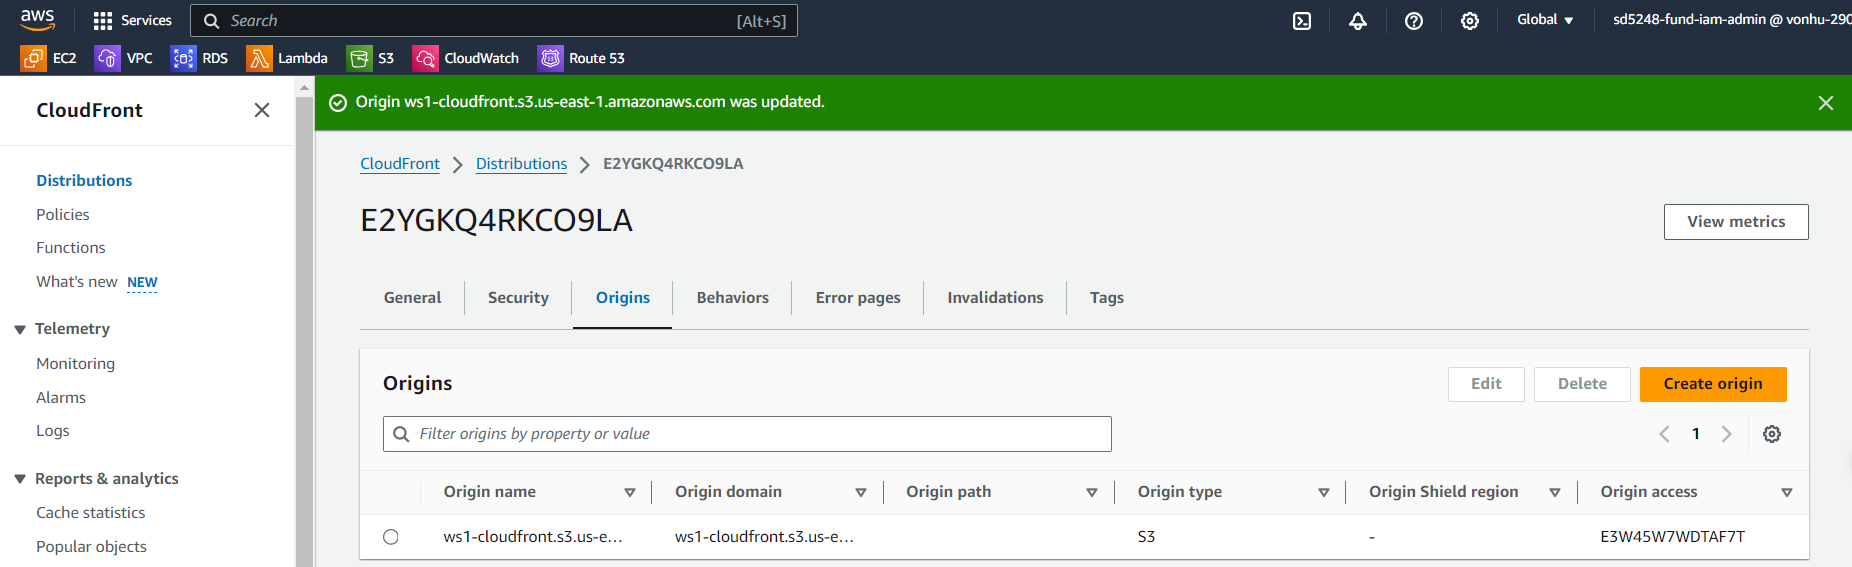 aws Services Search [Alt+S] Global sd5248-fund-iam-admin @ vonhu-290
EC2 VPC RDS Lambda S3 CloudWatch Route 53
CloudFront
Distributions
Policies
Functions
What's new NEW
Telemetry
Monitoring
Alarms
Logs
Reports & analytics
Cache statistics
Popular objects
Origin ws1-cloudfront.s3.us-east-1.amazonaws.com was updated.
CloudFront > Distributions > E2YGKQ4RKCO9LA
E2YGKQ4RKCO9LA
View metrics
General Security Origins Behaviors Error pages Invalidations Tags
Origins
Edit Delete Create origin
Filter origins by property or value
1
Origin name Origin domain Origin path Origin type Origin Shield region Origin access
ws1-cloudfront.s3.us-e... ws1-cloudfront.s3.us-e... S3 - E3W45W7WDTAF7T